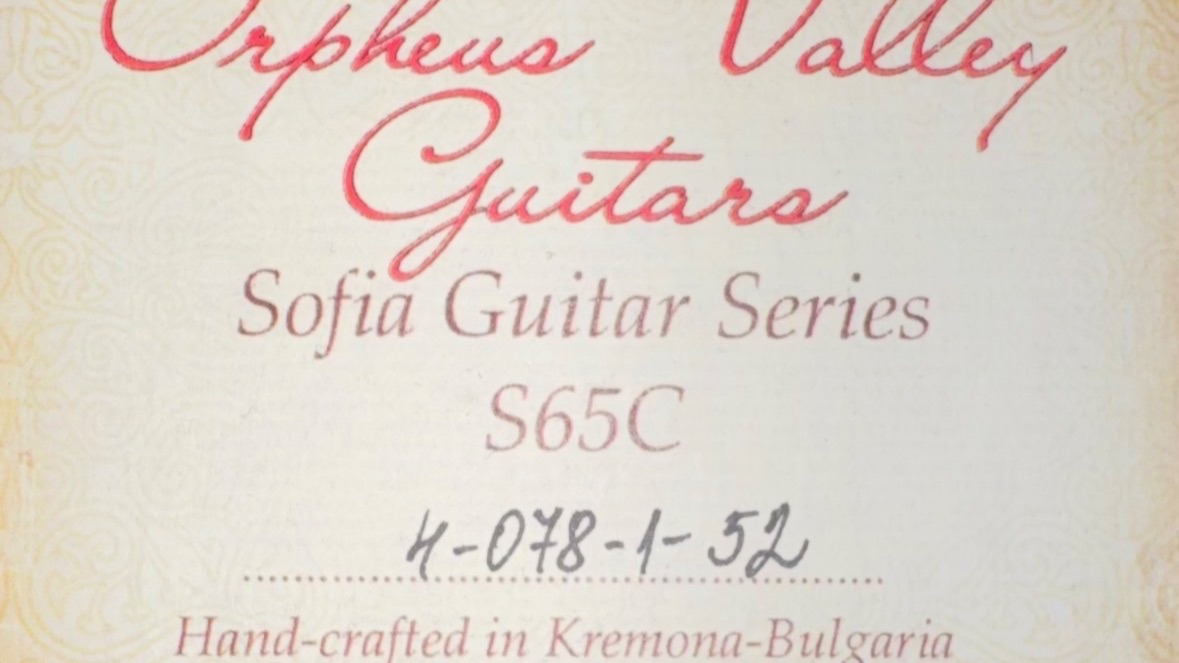 Orpheus Valley
Guitars
Sofia Guitar Series
S65C
4-078-1-52
Hand-crafted in Kremona-Bulgaria